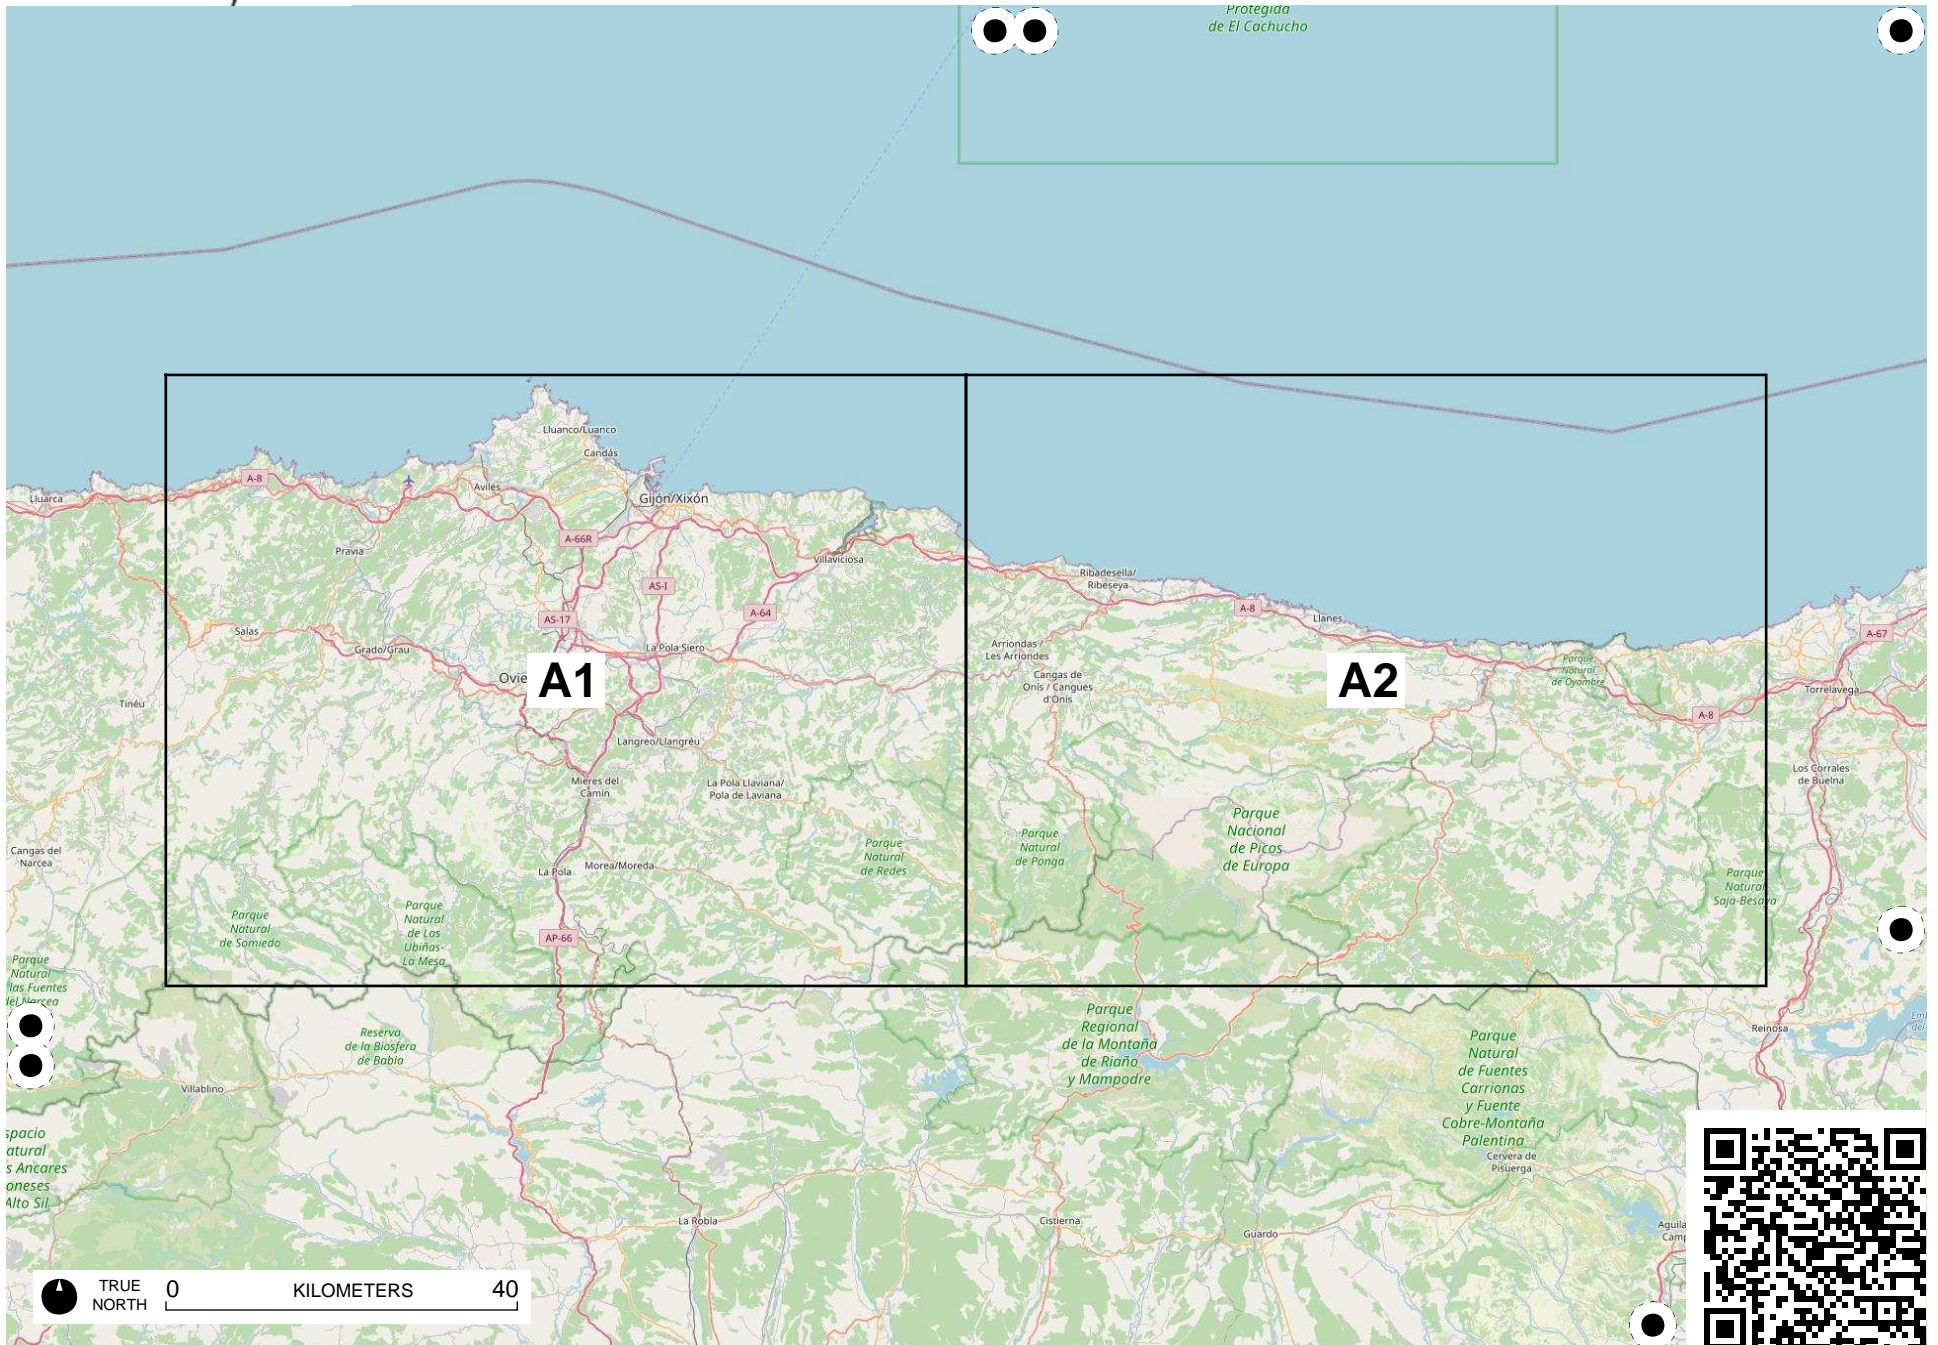 Protegida
de El Cachucho
Lluanco/Luanco
Candás
A-8
Avilés
Lluarca
Gijón/Xixón
A-66R
Pravia
Villaviciosa
AS-I
Ribadesella/
Ribeseya
A-64
AS-17
A-8
Llanes
Salas
A-67
Grado/Grau
La Pola Siero
Arriondas /
Les Arriondes
Parque
Natural
de Oyambre
Ovie
A1
A2
Cangas de
Onís / Cangues
d'Onís
Torrelavega
Tinéu
A-8
Langreo/Llangréu
Mieres del
Camín
La Pola Llaviana/
Pola de Laviana
Los Corrales
de Buelna
Parque
Nacional
de Picos
de Europa
Cangas del
Narcea
Parque
Natural
de Ponga
Parque
Natural
de Redes
La Pola
Morea/Moreda
Parque
Natural
Saja-Besaya
Parque
Natural
de Somiedo
Parque
Natural
de Las
Ubiñas-
La Mesa
AP-66
Parque
Natural
las Fuentes
del Narcea
Parque
Regional
de la Montaña
de Riaño
y Mampodre
Reinosa
Reserva
de la Biosfera
de Babia
Parque
Natural
de Fuentes
Carrionas
y Fuente
Cobre-Montaña
Palentina
Villablino
spacio
atural
s Ancares
oneses
Alto Sil
Cervera de
Pisuerga
La Robla
Cistierna
Guardo
Aguila
Camp
TRUE
NORTH
0 KILOMETERS 40